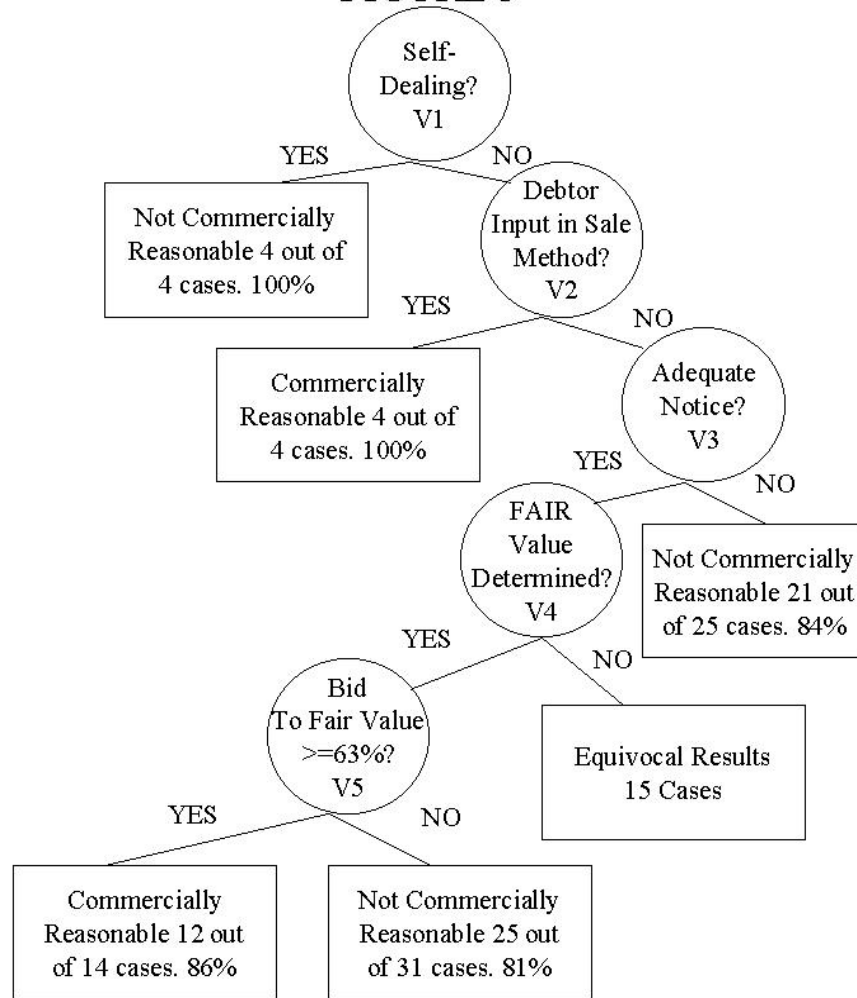 Self-
Dealing?
V1
YES
NO
Not Commercially
Reasonable 4 out of
4 cases. 100%
Debtor
Input in Sale
Method?
V2
YES
NO
Commercially
Reasonable 4 out of
4 cases. 100%
Adequate
Notice?
V3
YES
NO
FAIR
Value
Determined?
V4
Not Commercially
Reasonable 21 out
of 25 cases. 84%
YES
NO
Bid
To Fair Value
>=63%?
V5
Equivocal Results
15 Cases
YES
NO
Commercially
Reasonable 12 out
of 14 cases. 86%
Not Commercially
Reasonable 25 out
of 31 cases. 81%